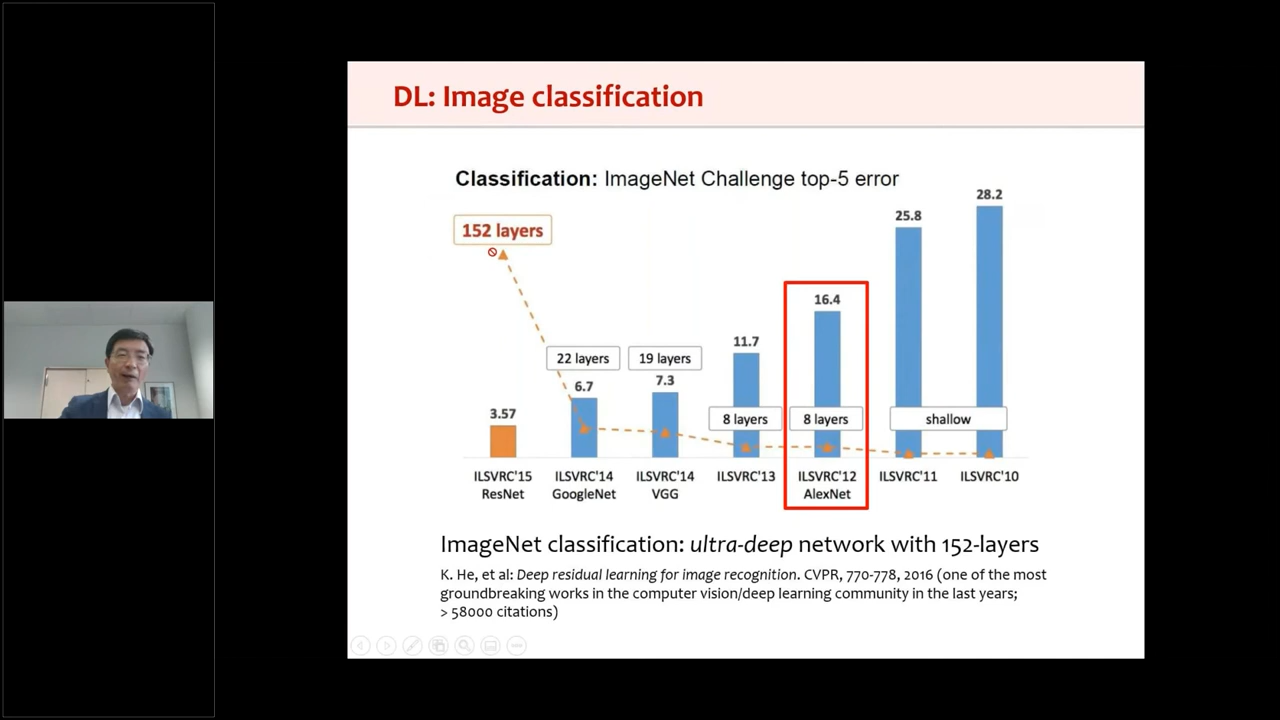 DL: Image classification
Classification: ImageNet Challenge top-5 error
28.2
25.8
152 layers
16.4
11.7
22 layers
19 layers
6.7
7.3
3.57
8 layers
8 layers
shallow
ILSVRC'15
ResNet
ILSVRC'14
GoogleNet
ILSVRC'14
VGG
ILSVRC'13
ILSVRC'12
AlexNet
ILSVRC'11
ILSVRC'10
ImageNet classification: ultra-deep network with 152-layers
K. He, et al: Deep residual learning for image recognition. CVPR, 770-778, 2016 (one of the most
groundbreaking works in the computer vision/deep learning community in the last years;
> 58000 citations)